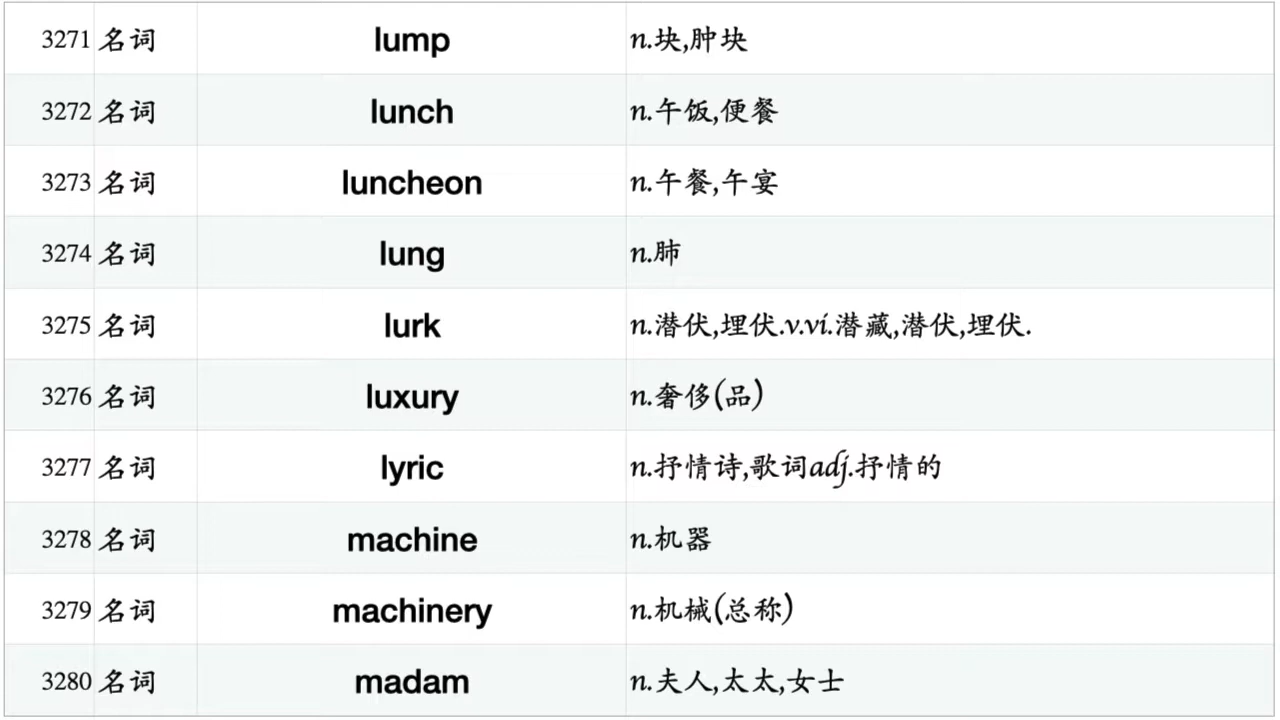 3271 名词 lump n.块,肿块
3272 名词 lunch n.午饭,便餐
3273 名词 luncheon n.午餐,午宴
3274 名词 lung n.肺
3275 名词 lurk n.潜伏,埋伏.v.vi.潜藏,潜伏,埋伏.
3276 名词 luxury n.奢侈(品)
3277 名词 lyric n.抒情诗,歌词adj.抒情的
3278 名词 machine n.机器
3279 名词 machinery n.机械(总称)
3280 名词 madam n.夫人,太太,女士